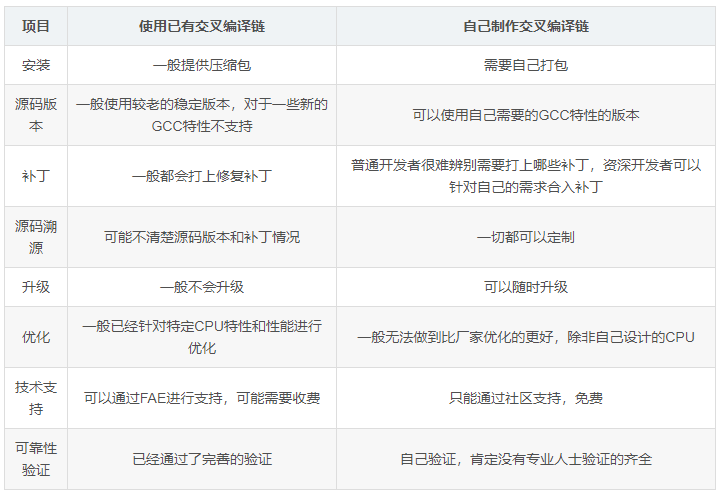 项目 使用已有交叉编译链 自己制作交叉编译链
安装 一般提供压缩包 需要自己打包
源码版本 一般使用较老的稳定版本，对于一些新的GCC特性不支持 可以使用自己需要的GCC特性的版本
补丁 一般都会打上修复补丁 普通开发者很难辨别需要打上哪些补丁，资深开发者可以针对自己的需求合入补丁
源码溯源 可能不清楚源码版本和补丁情况 一切都可以定制
升级 一般不会升级 可以随时升级
优化 一般已经针对特定CPU特性和性能进行优化 一般无法做到比厂家优化的更好，除非自己设计的CPU
技术支持 可以通过FAE进行支持，可能需要收费 只能通过社区支持，免费
可靠性验证 已经通过了完善的验证 自己验证，肯定没有专业人士验证的齐全